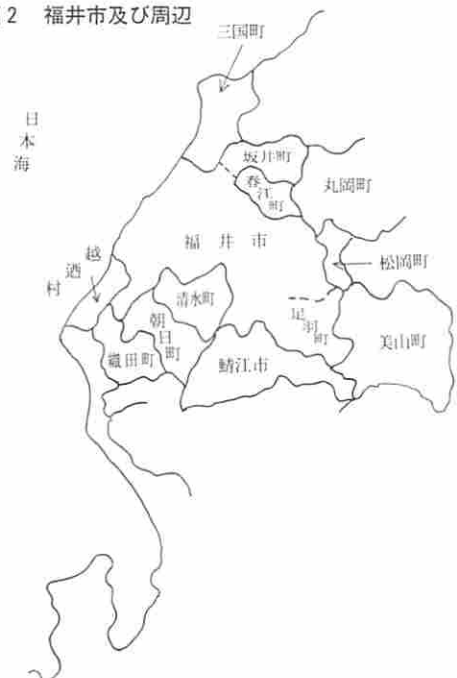 2 福井市及び周辺
三国町
日本海
坂井町
春江町
丸岡町
福井市
松岡町
越廼村
清水町
朝日町
足羽町
美山町
織田町
鯖江市